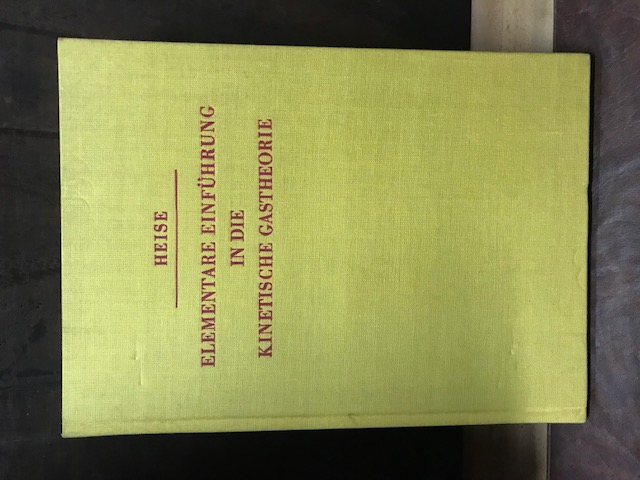 HEISE
ELEMENTARE EINFÜHRUNG
IN DIE
KINETISCHE GASTHEORIE